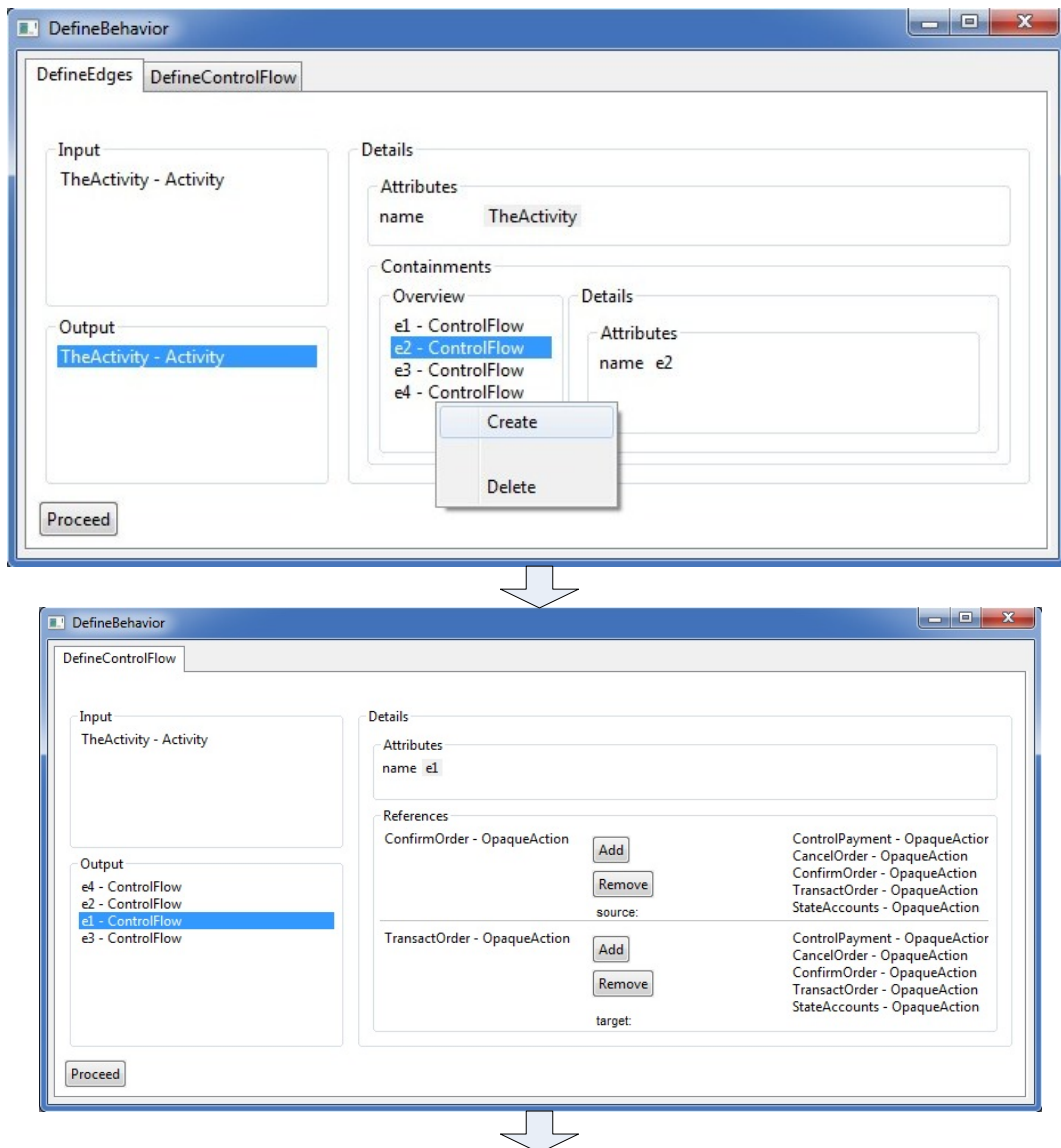 DefineBehavior
DefineEdges DefineControlFlow
Input
TheActivity - Activity
Output
TheActivity - Activity
Details
Attributes
name TheActivity
Containments
Overview
e1 - ControlFlow
e2 - ControlFlow
e3 - ControlFlow
e4 - ControlFlow
Details
Attributes
name e2
Create
Delete
Proceed
DefineBehavior
DefineControlFlow
Input
TheActivity - Activity
Output
e4 - ControlFlow
e2 - ControlFlow
e1 - ControlFlow
e3 - ControlFlow
Details
Attributes
name e1
References
ConfirmOrder - OpaqueAction
Add
Remove
source:
ControlPayment - OpaqueAction
CancelOrder - OpaqueAction
ConfirmOrder - OpaqueAction
TransactOrder - OpaqueAction
StateAccounts - OpaqueAction
TransactOrder - OpaqueAction
Add
Remove
target:
ControlPayment - OpaqueAction
CancelOrder - OpaqueAction
ConfirmOrder - OpaqueAction
TransactOrder - OpaqueAction
StateAccounts - OpaqueAction
Proceed